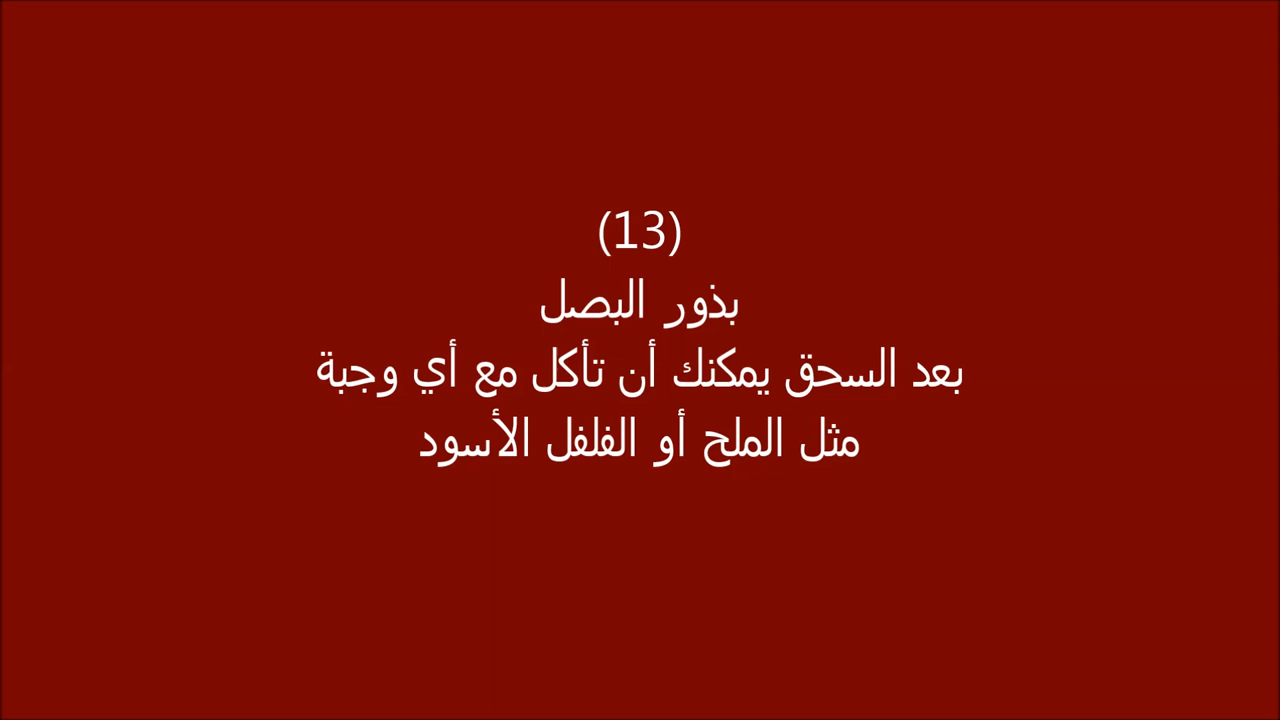 (13)
بذور البصل
بعد السحق يمكنك أن تأكل مع أي وجبة
مثل الملح أو الفلفل الأسود